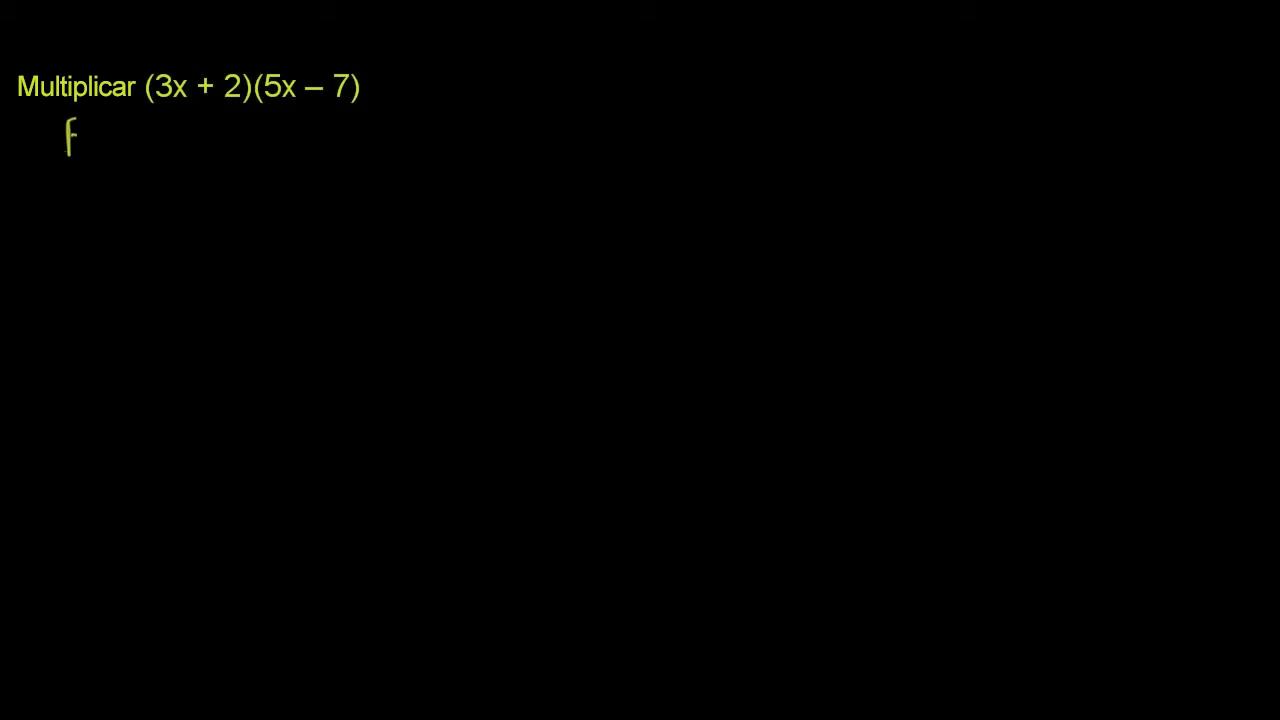 Multiplicar (3x + 2)(5x – 7)
F